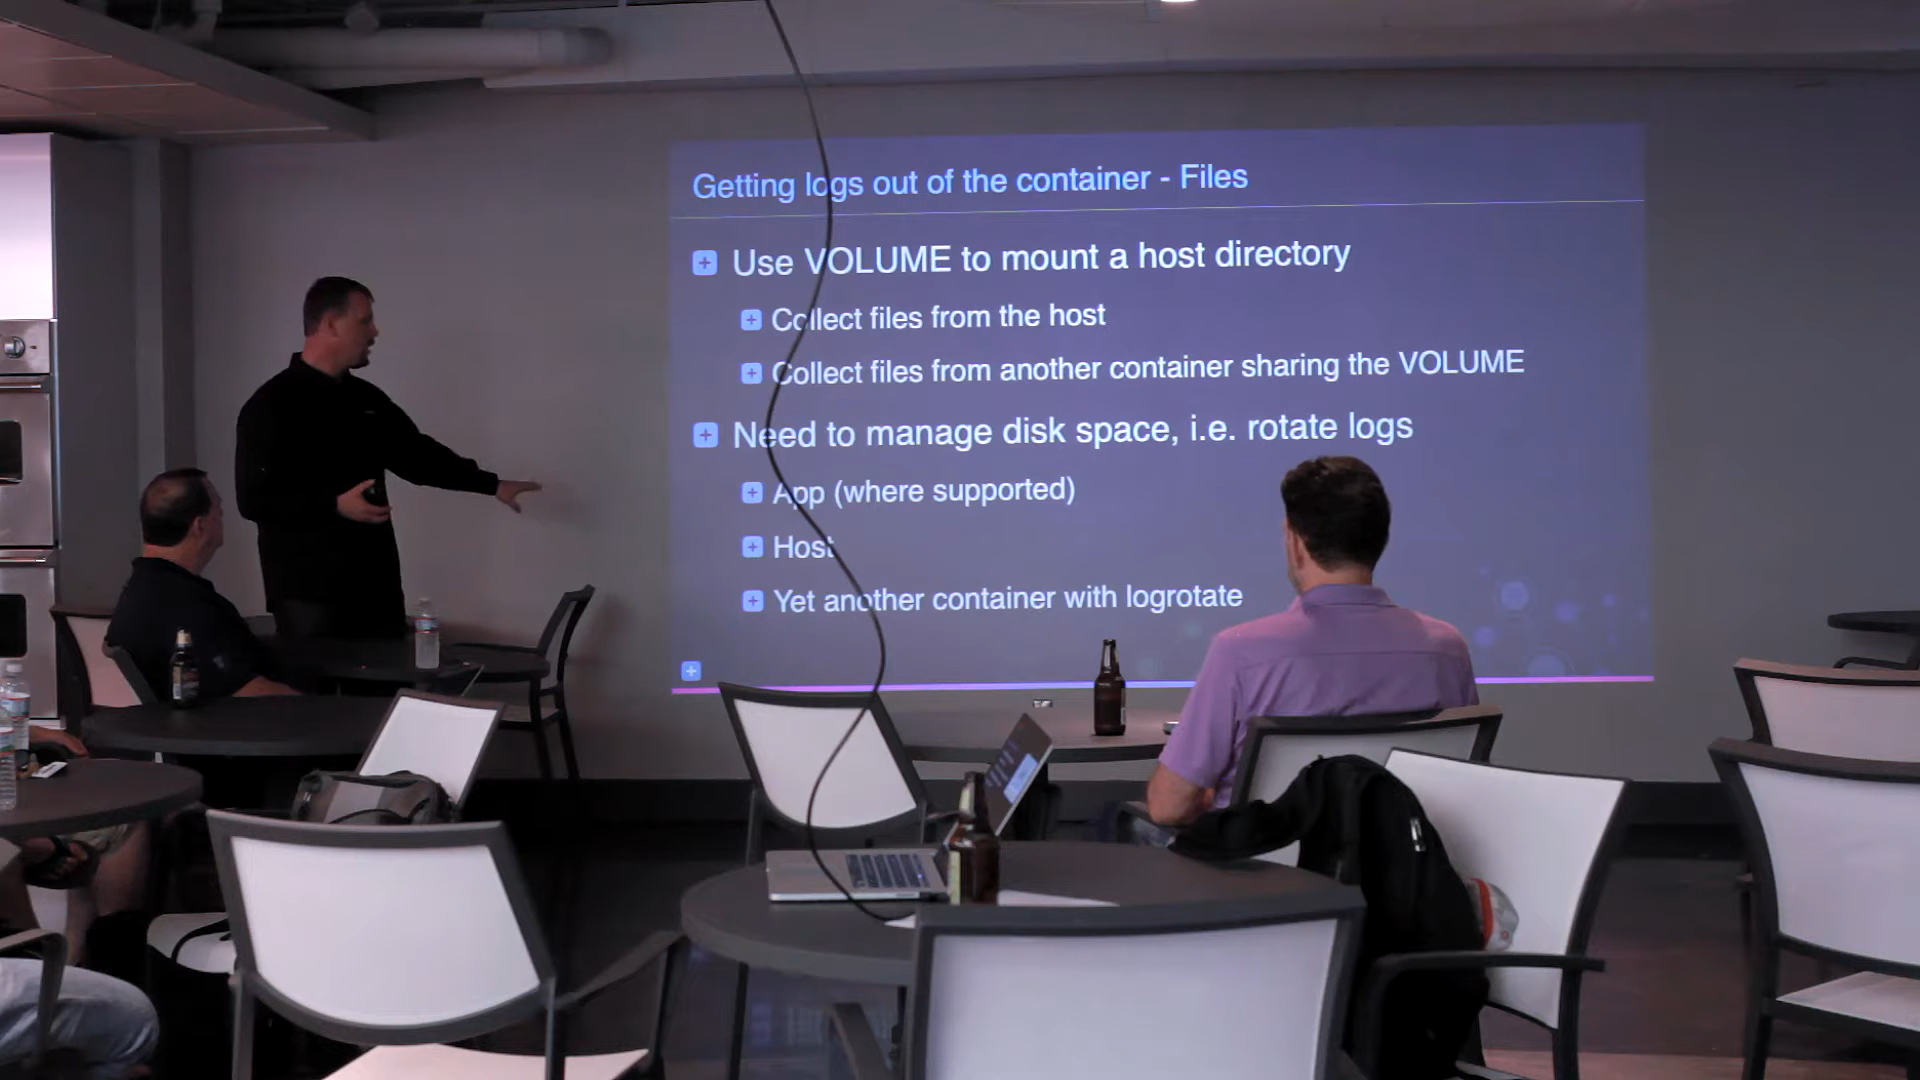 Getting logs out of the container - Files
Use VOLUME to mount a host directory
Collect files from the host
Collect files from another container sharing the VOLUME
Need to manage disk space, i.e. rotate logs
App (where supported)
Host
Yet another container with logrotate